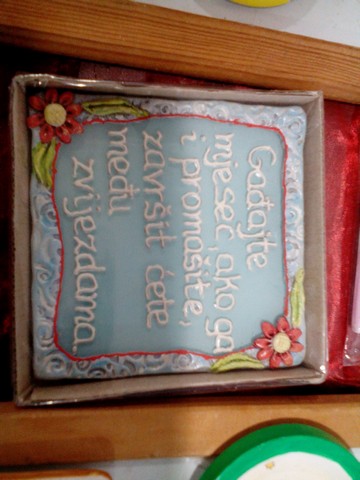 Gađajte
mjesec, ako ga
i promašite,
završit ćete
među
zvijezdama.